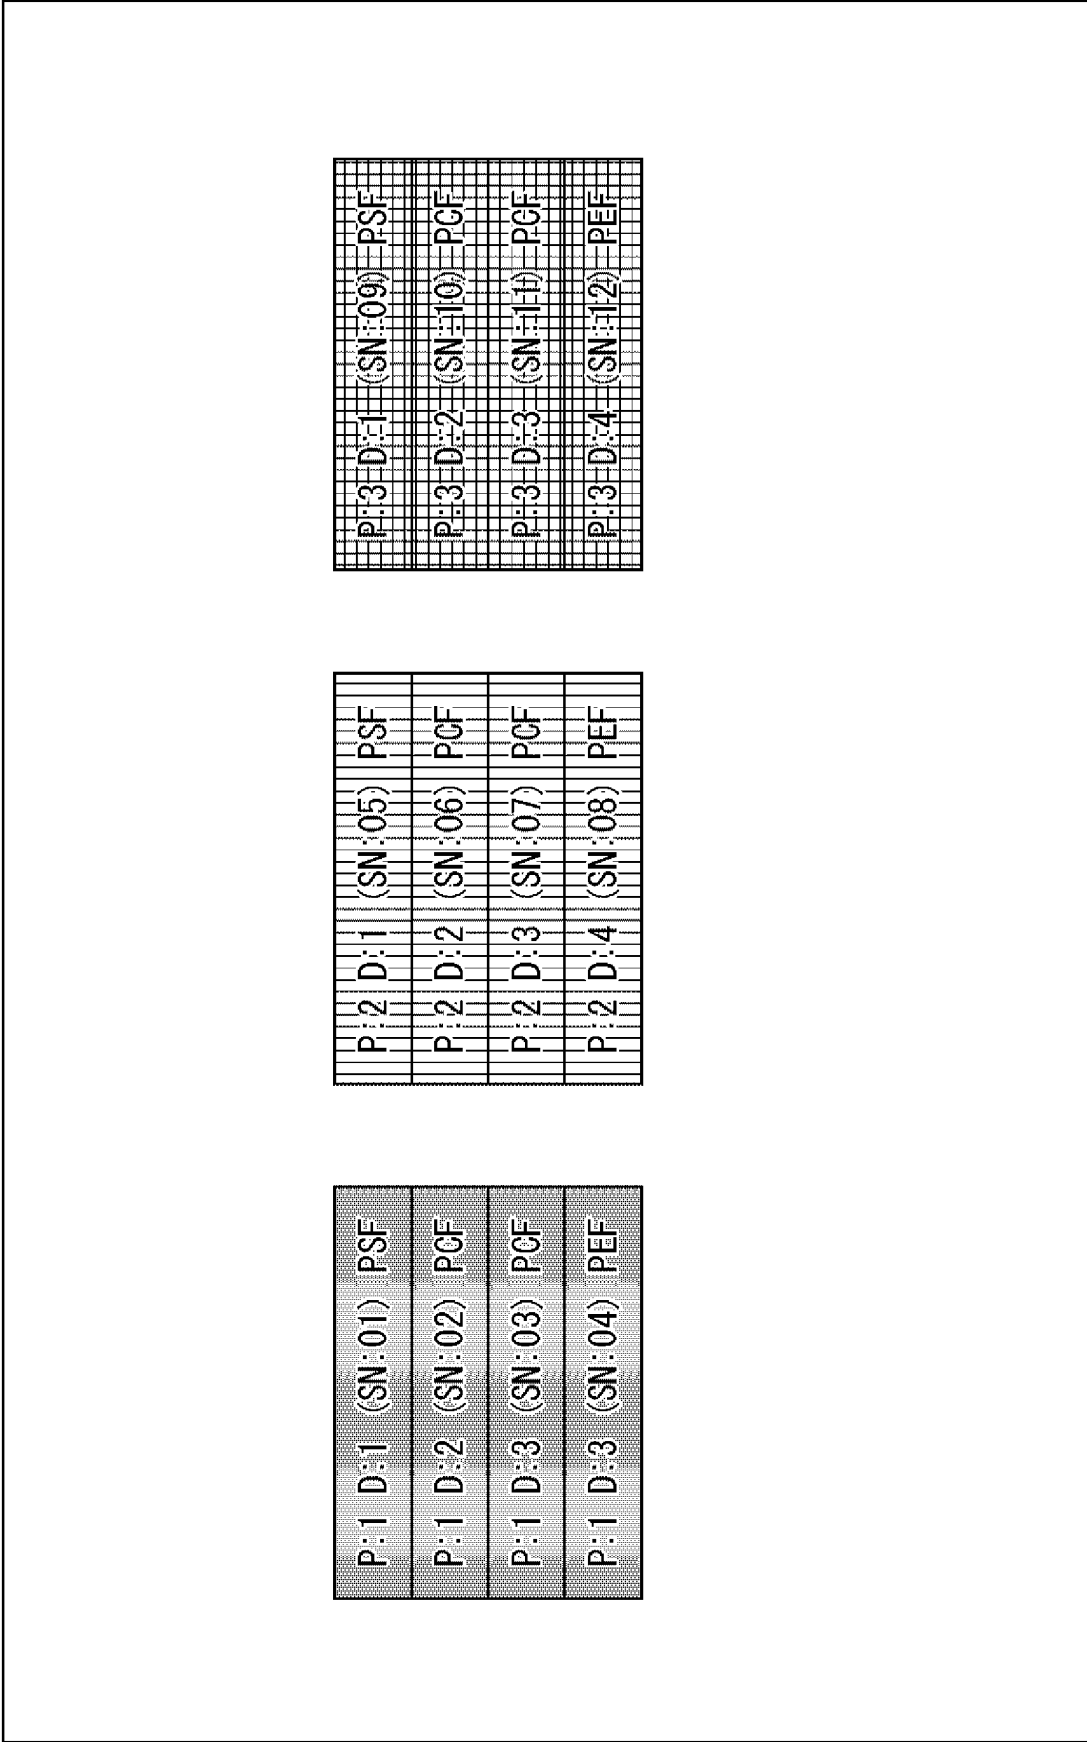 P:1 D:1 (SN:01) PSF
P:1 D:2 (SN:02) PCF
P:1 D:3 (SN:03) PCF
P:1 D:3 (SN:04) PEF
P:2 D:1 (SN:05) PSF
P:2 D:2 (SN:06) PCF
P:2 D:3 (SN:07) PCF
P:2 D:4 (SN:08) PEF
P:3 D:1 (SN:09) PSF
P:3 D:2 (SN:10) PCF
P:3 D:3 (SN:11) PCF
P:3 D:4 (SN:12) PEF